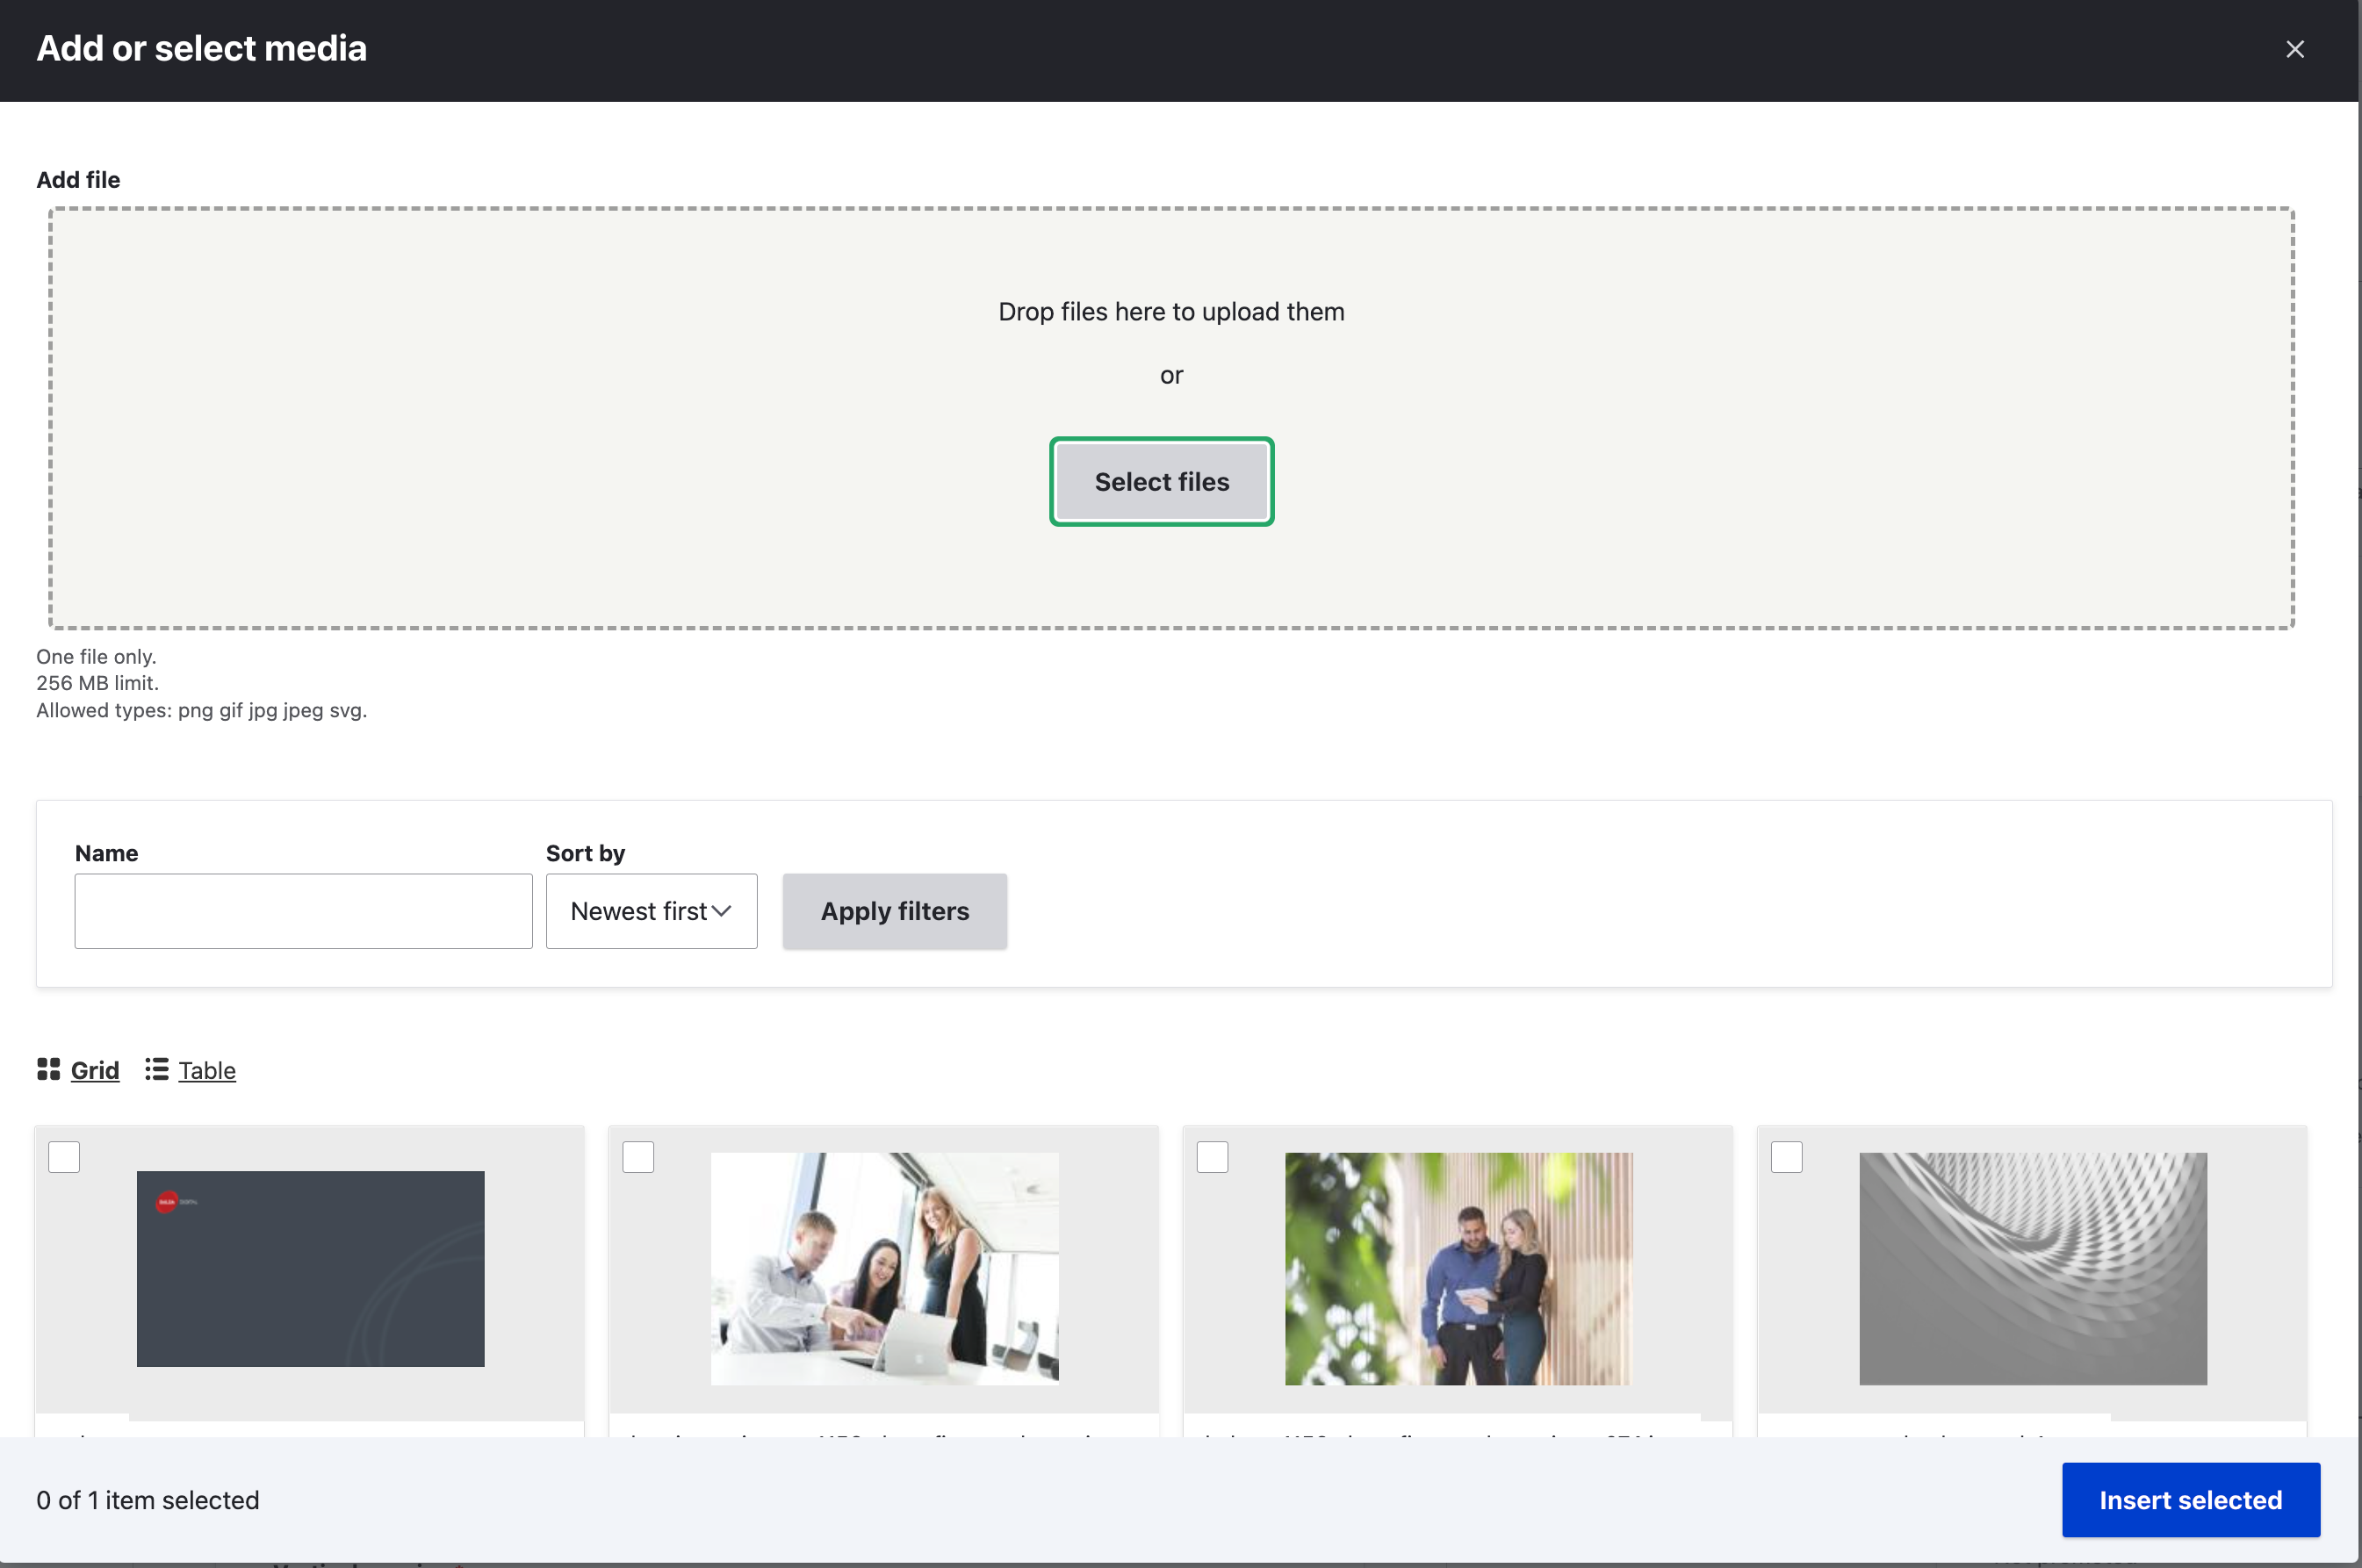 Add or select media
Add file
Drop files here to upload them
or
Select files
One file only.
256 MB limit.
Allowed types: png gif jpg jpeg svg.
Name
Sort by
Newest first
Apply filters
Grid
Table
0 of 1 item selected
Insert selected